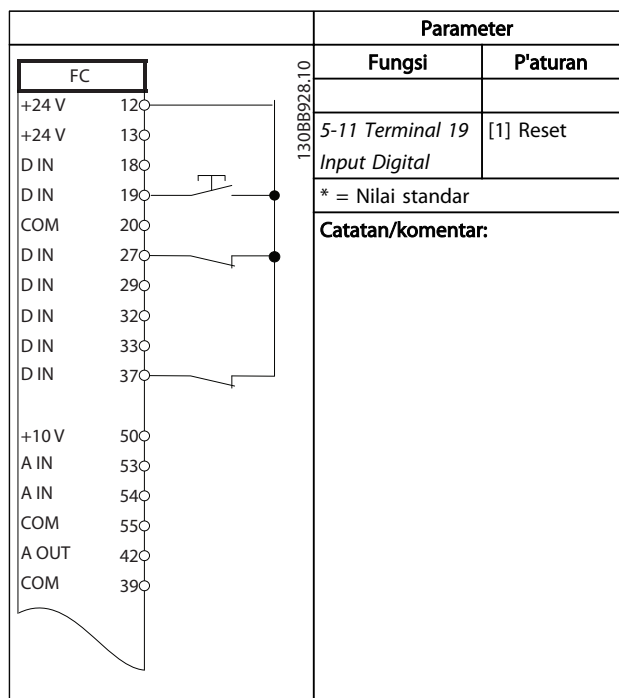 Parameter
Fungsi P'aturan
5-11 Terminal 19 [1] Reset
Input Digital
* = Nilai standar
Catatan/komentar:
FC
+24 V 12
+24 V 13
D IN 18
D IN 19
COM 20
D IN 27
D IN 29
D IN 32
D IN 33
D IN 37
+10 V 50
A IN 53
A IN 54
COM 55
A OUT 42
COM 39
130BB928.10